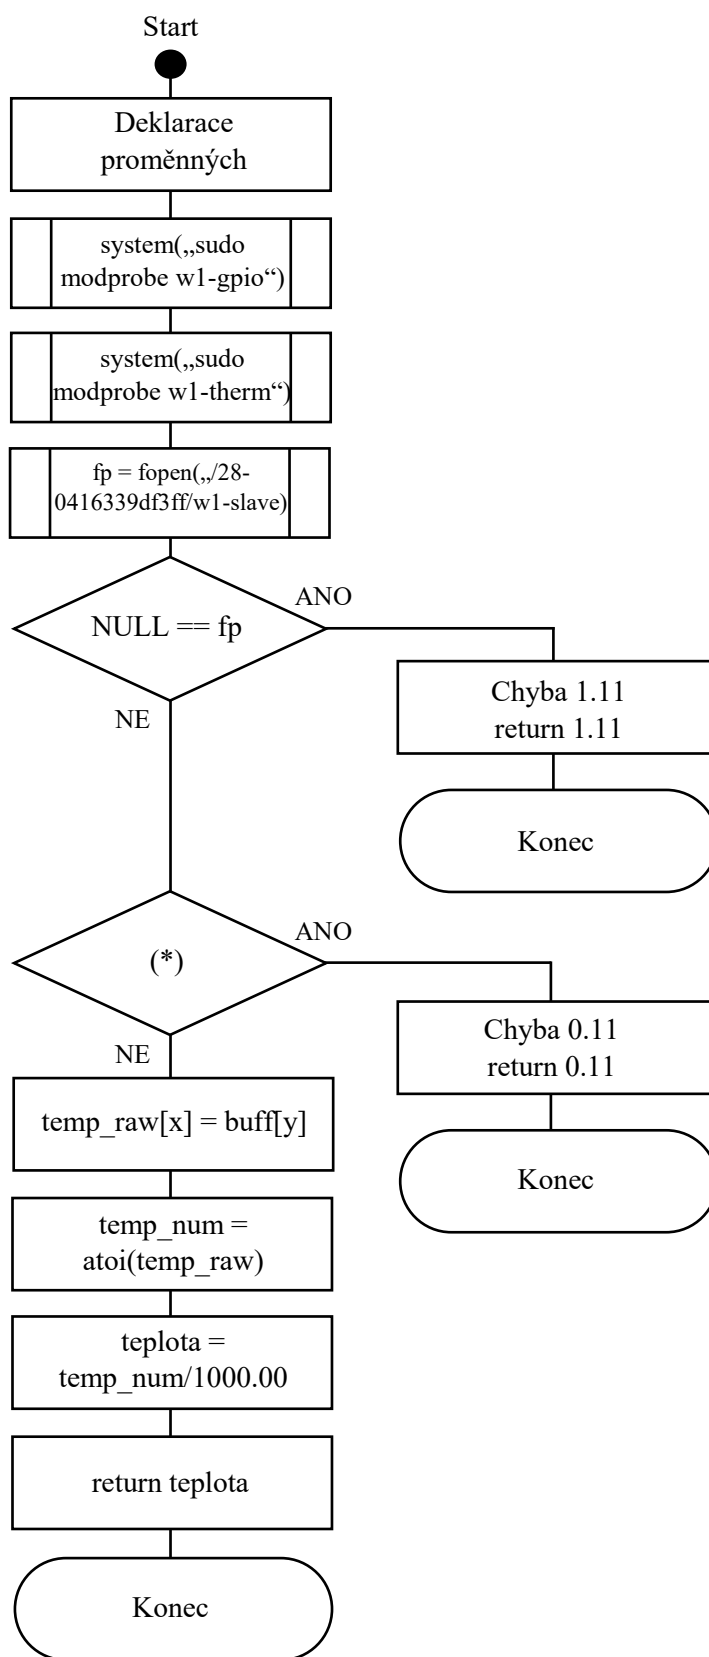 Start
Deklarace
proměnných
system(„sudo
modprobe w1-gpio“)
system(„sudo
modprobe w1-therm“)
fp = fopen(„/28-
0416339df3ff/w1-slave)
NULL == fp
ANO
Chyba 1.11
return 1.11
Konec
NE
(*)
ANO
Chyba 0.11
return 0.11
Konec
NE
temp_raw[x] = buff[y]
temp_num =
atoi(temp_raw)
teplota =
temp_num/1000.00
return teplota
Konec